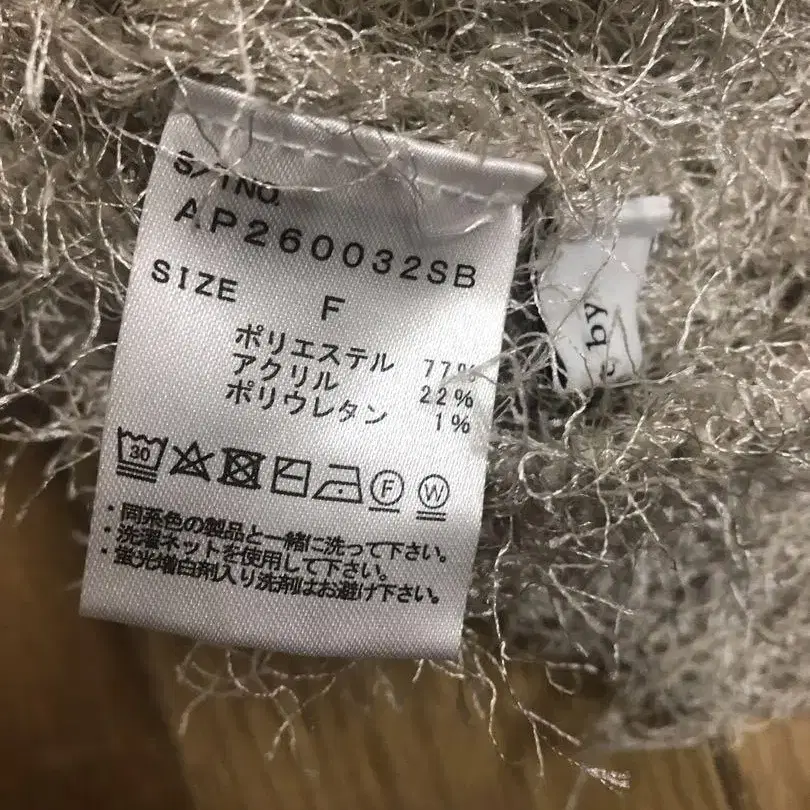 S/TNO.
AP260032SB
SIZE F
ポリエステル 77%
アクリル 22%
ポリウレタン 1%
30
F W
・同系色の製品と一緒に洗って下さい。
・洗濯ネットを使用して下さい。
・蛍光増白剤入り洗剤はお避け下さい。
by